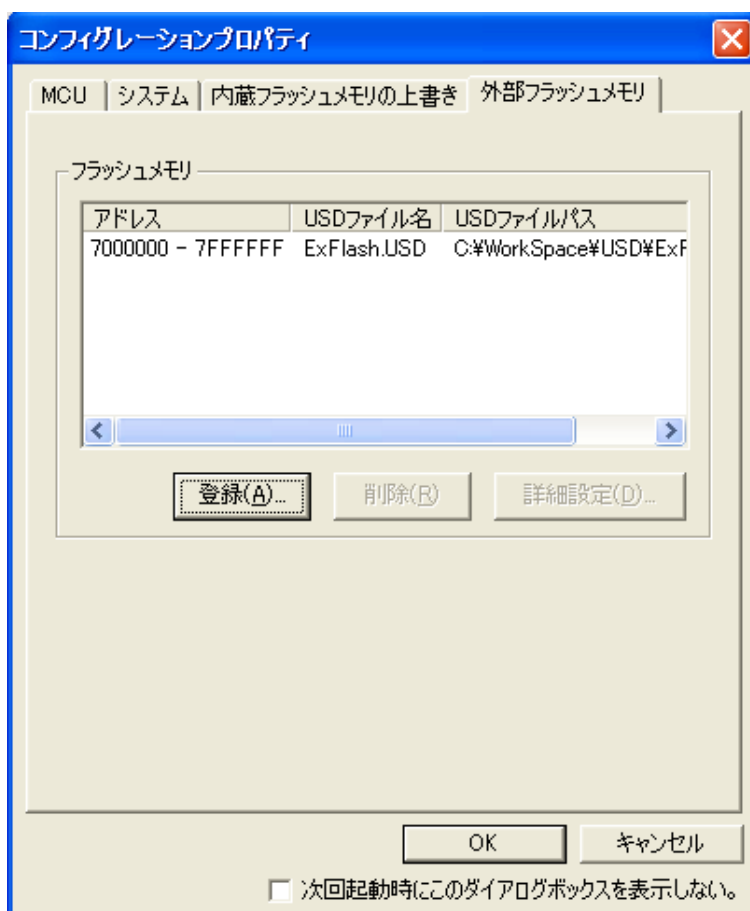 コンフィグレーションプロパティ
MCU システム 内蔵フラッシュメモリの上書き 外部フラッシュメモリ
フラッシュメモリ
アドレス USDファイル名 USDファイルパス
7000000 - 7FFFFFF ExFlash.USD C:¥WorkSpace¥USD¥ExF
登録(A)... 削除(R) 詳細設定(D)...
OK キャンセル
次回起動時にこのダイアログボックスを表示しない。